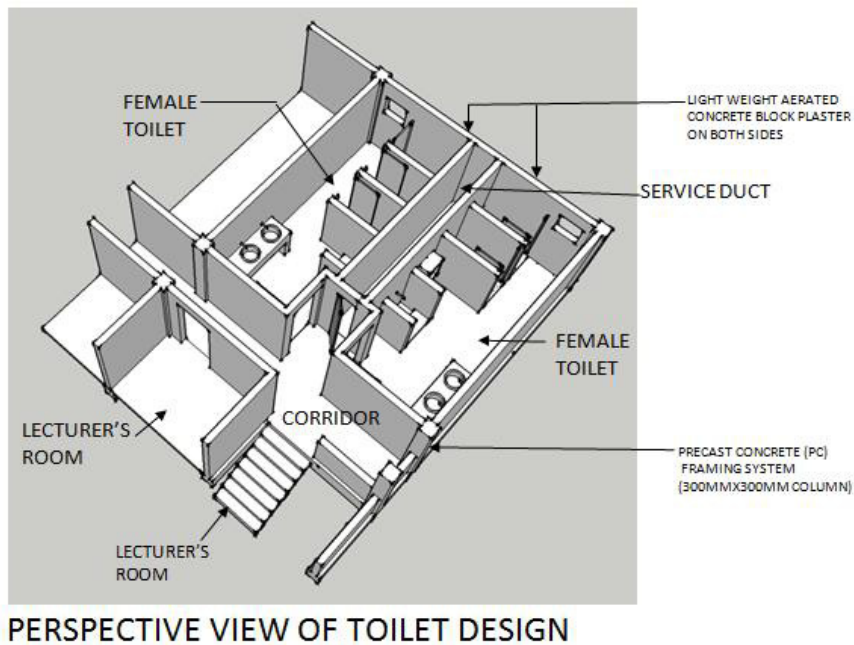 FEMALE
TOILET
LIGHT WEIGHT AERATED
CONCRETE BLOCK PLASTER
ON BOTH SIDES
SERVICE DUCT
FEMALE
TOILET
CORRIDOR
LECTURER'S
ROOM
PRECAST CONCRETE (PC)
FRAMING SYSTEM
(300MMX300MM COLUMN)
LECTURER'S
ROOM
PERSPECTIVE VIEW OF TOILET DESIGN